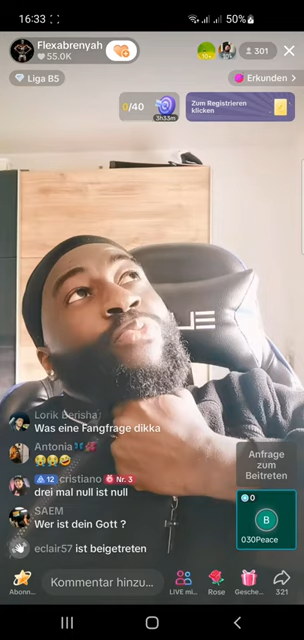 16:33
50%
Flexabrenyah
55.0K
301
Liga B5
Erkunden >
0/40
3h33m
Zum Registrieren
klicken
Lorik Berisha
Was eine Fangfrage dikka
Antonia
12 cristiano Nr. 3
drei mal null ist null
SAEM
Wer ist dein Gott ?
eclair57 ist beigetreten
Anfrage
zum
Beitreten
0
B
030Peace
Abonn...
Kommentar hinzu...
LIVE mi...
Rose
Gesche...
321